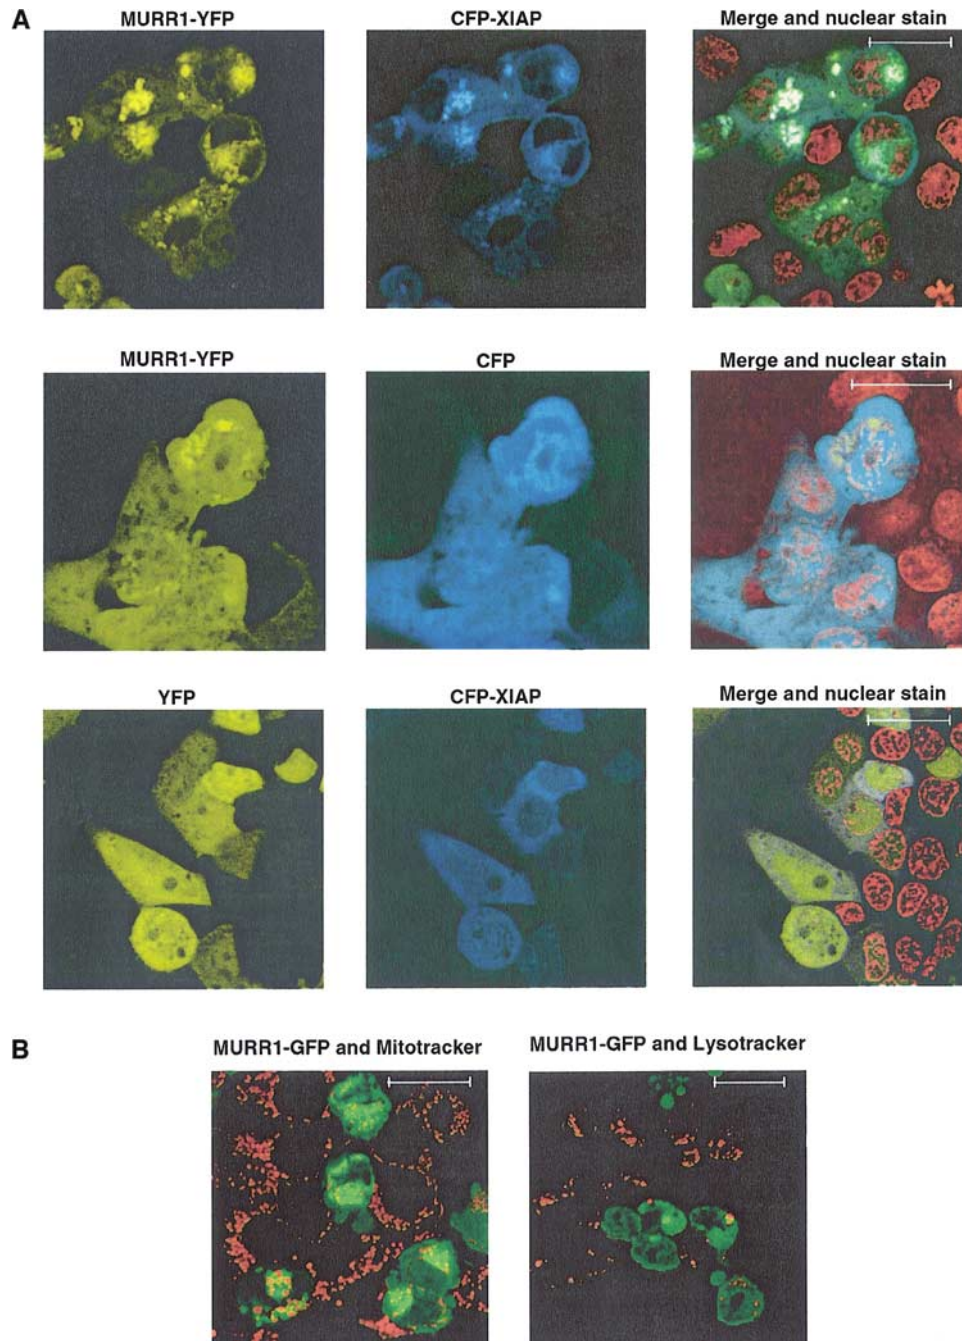 A
MURR1-YFP CFP-XIAP Merge and nuclear stain
MURR1-YFP CFP Merge and nuclear stain
YFP CFP-XIAP Merge and nuclear stain
B
MURR1-GFP and Mitotracker MURR1-GFP and Lysotracker